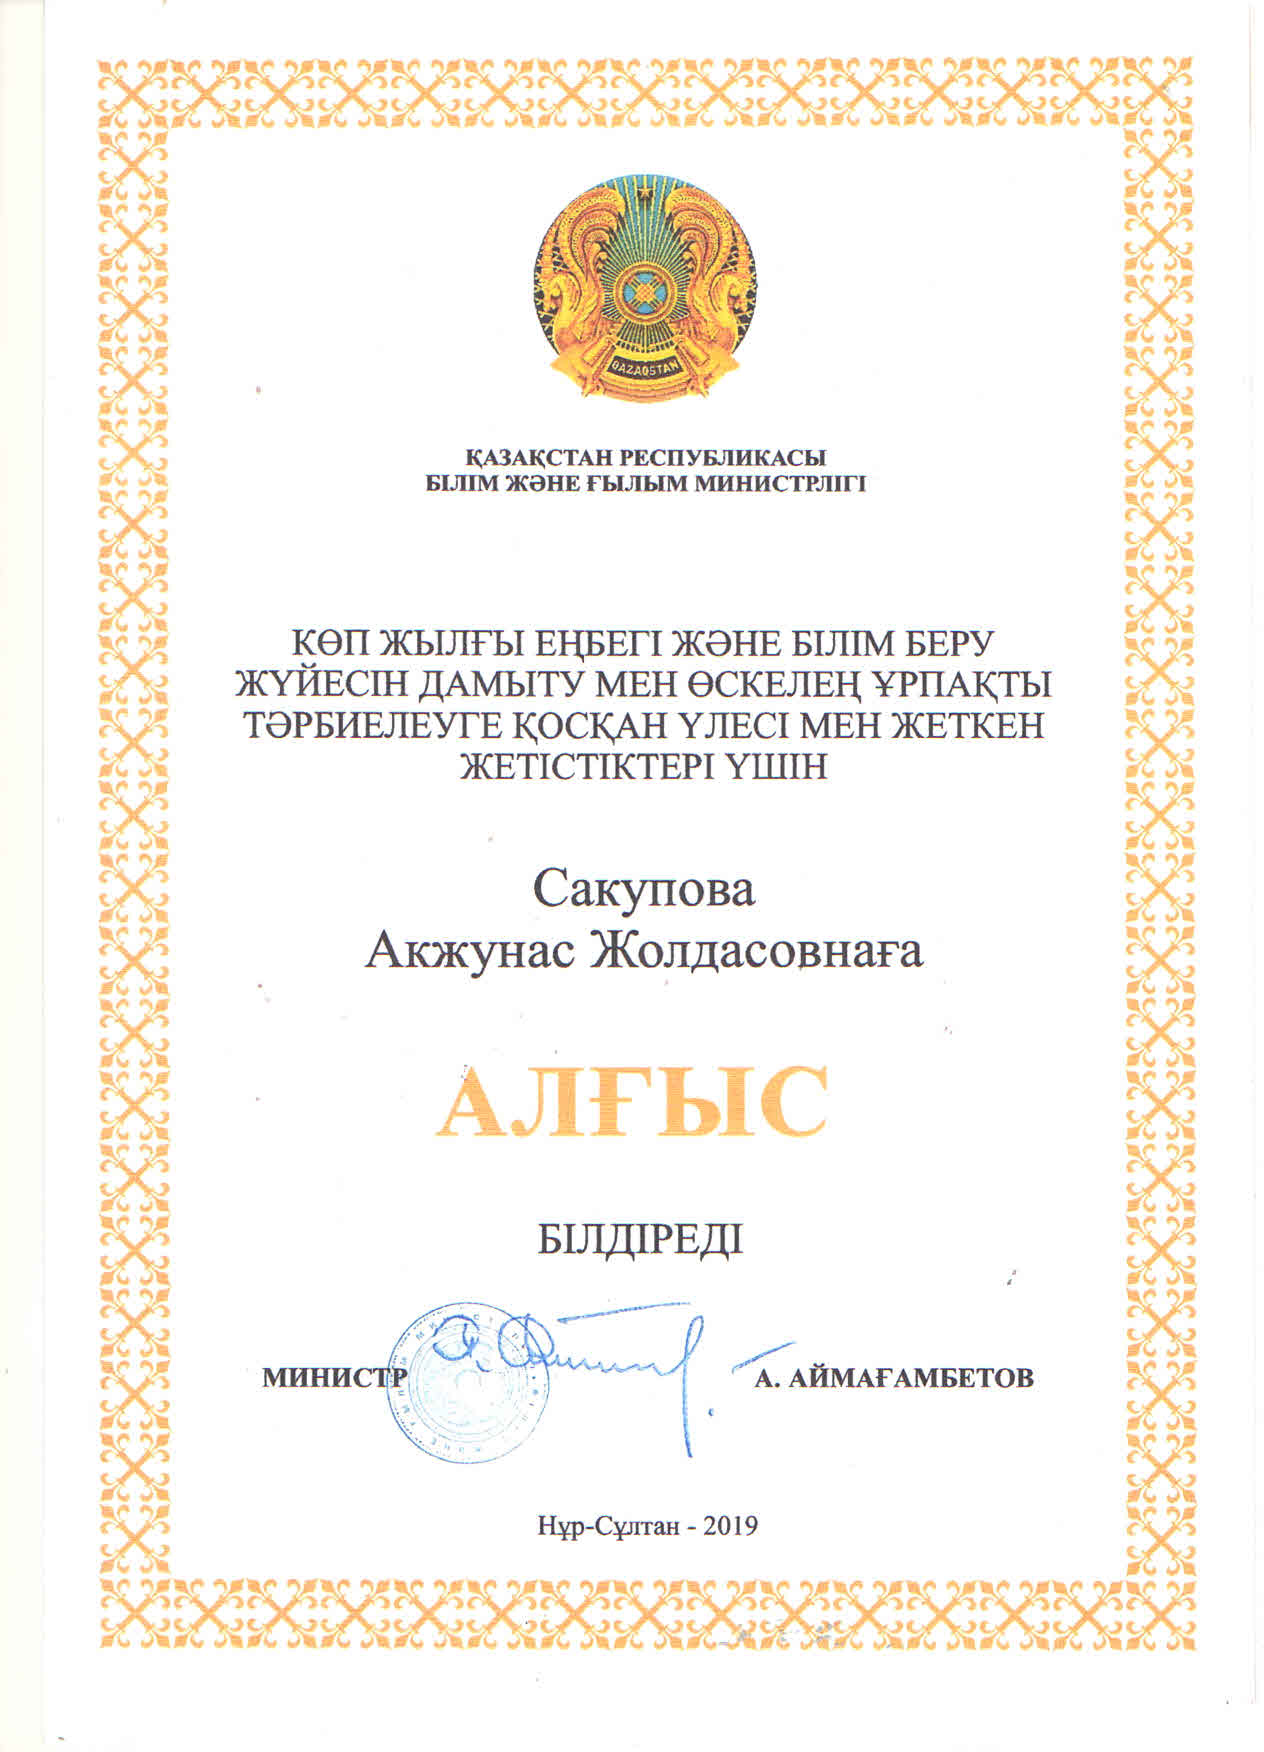 QAZAQSTAN
ҚАЗАҚСТАН РЕСПУБЛИКАСЫ
БІЛІМ ЖӘНЕ ҒЫЛЫМ МИНИСТРЛІГІ
КӨП ЖЫЛҒЫ ЕҢБЕГІ ЖӘНЕ БІЛІМ БЕРУ
ЖҮЙЕСІН ДАМЫТУ МЕН ӨСКЕЛЕҢ ҰРПАҚТЫ
ТӘРБИЕЛЕУГЕ ҚОСҚАН ҮЛЕСІ МЕН ЖЕТКЕН
ЖЕТІСТІКТЕРІ ҮШІН
Сакупова
Акжунас Жолдасовнаға
АЛҒЫС
БІЛДІРЕДІ
МИНИСТР А. АЙМАҒАМБЕТОВ
Нұр-Сұлтан - 2019